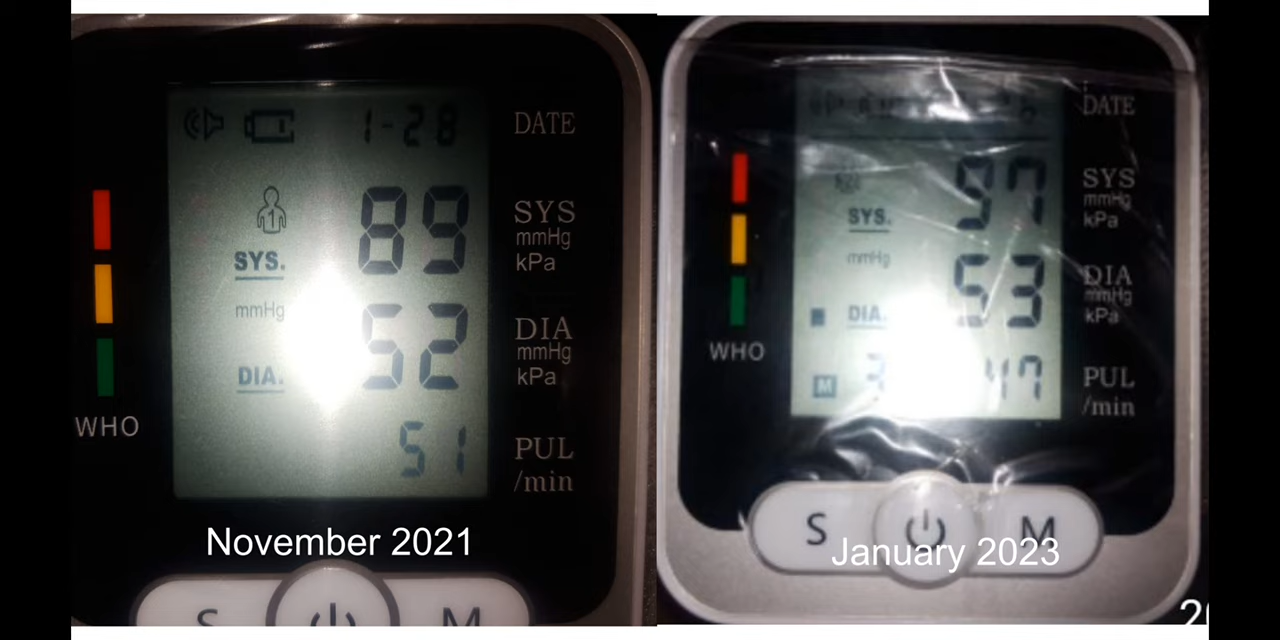 1-28
DATE
1
89
SYS
mmHg
kPa
SYS.
mmHg
52
DIA
mmHg
kPa
DIA.
51
PUL
/min
WHO
November 2021
S
M
DATE
97
SYS
mmHg
kPa
SYS.
mmHg
53
DIA
mmHg
kPa
DIA.
WHO
M
3
47
PUL
/min
S
M
January 2023